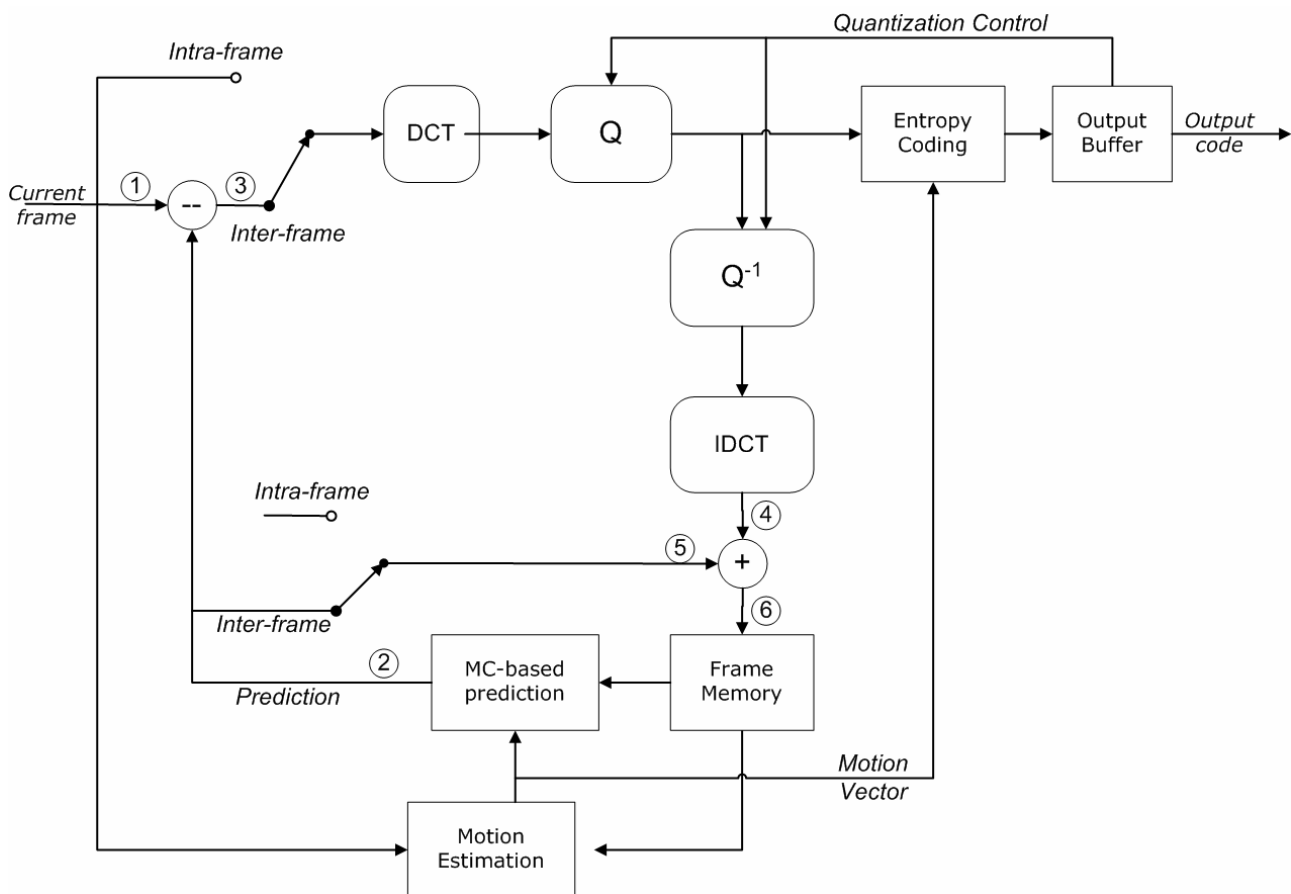 Quantization Control
Intra-frame
DCT
Q
Entropy
Coding
Output
Buffer
Output
code
Current
frame
1
--
3
Inter-frame
Q-1
IDCT
Intra-frame
4
5
+
6
Inter-frame
2
Prediction
MC-based
prediction
Frame
Memory
Motion
Vector
Motion
Estimation